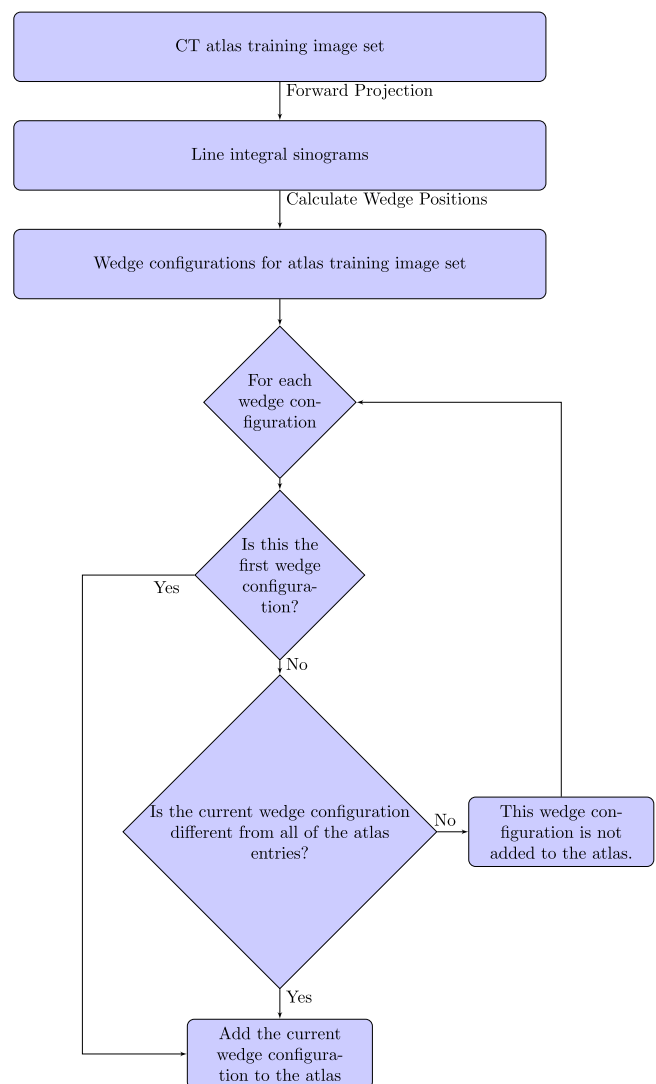 CT atlas training image set
Forward Projection
Line integral sinograms
Calculate Wedge Positions
Wedge configurations for atlas training image set
For each
wedge con-
figuration
Is this the
first wedge
configura-
tion?
Yes
No
Is the current wedge configuration
different from all of the atlas
entries?
No
This wedge con-
figuration is not
added to the atlas.
Yes
Add the current
wedge configura-
tion to the atlas